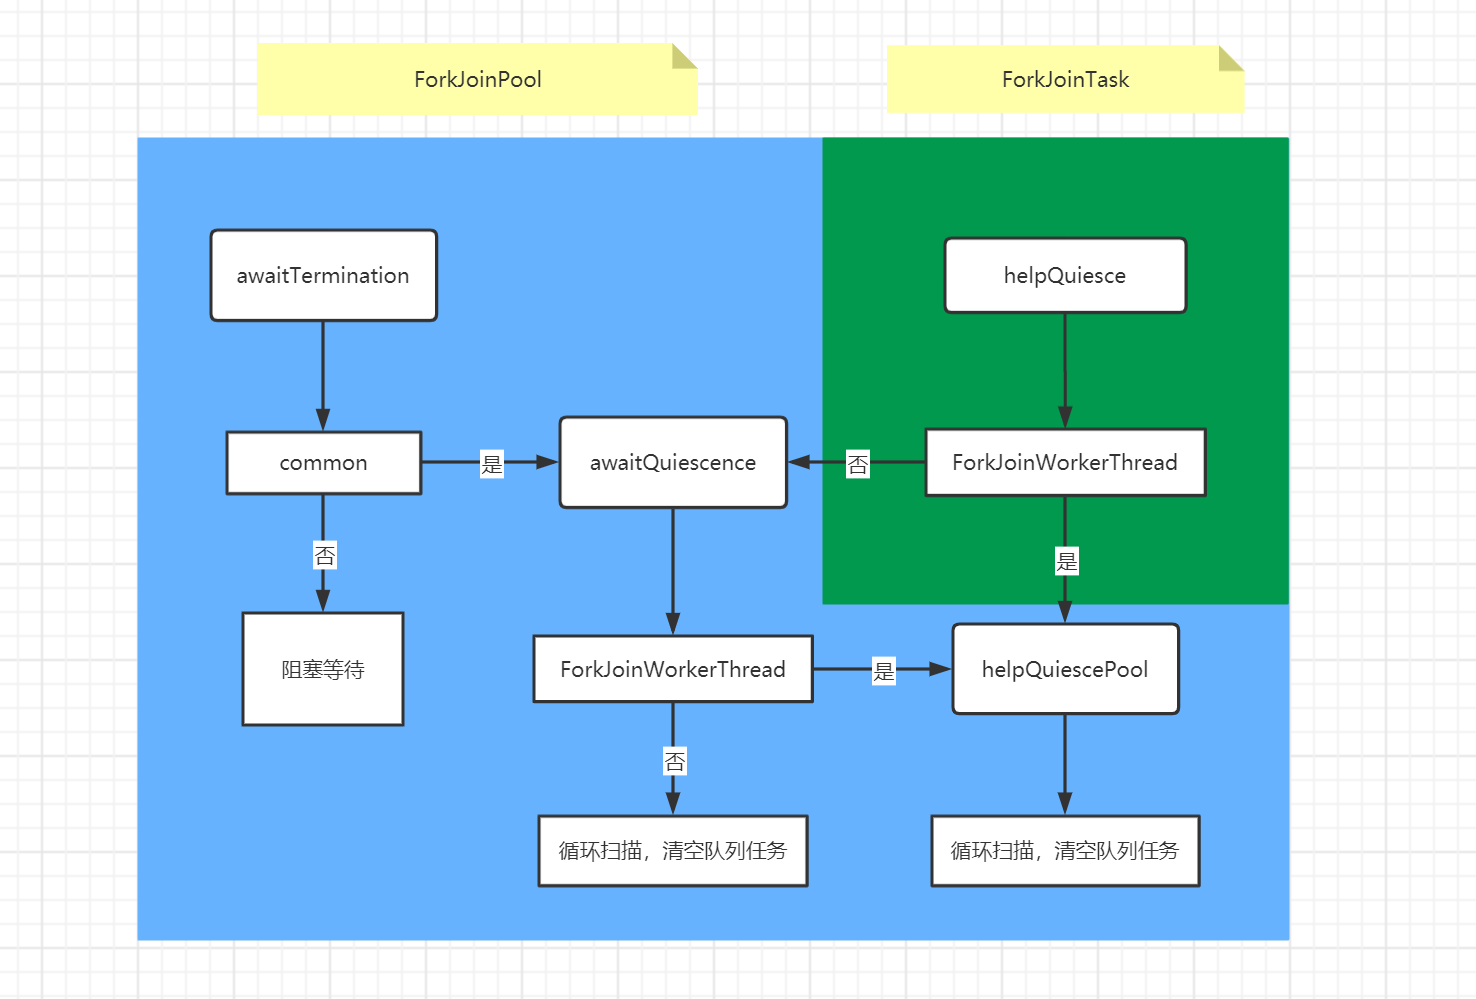 ForkJoinPool
ForkJoinTask
awaitTermination
helpQuiesce
common
是
awaitQuiescence
否
ForkJoinWorkerThread
否
是
阻塞等待
ForkJoinWorkerThread
是
helpQuiescePool
否
循环扫描，清空队列任务
循环扫描，清空队列任务